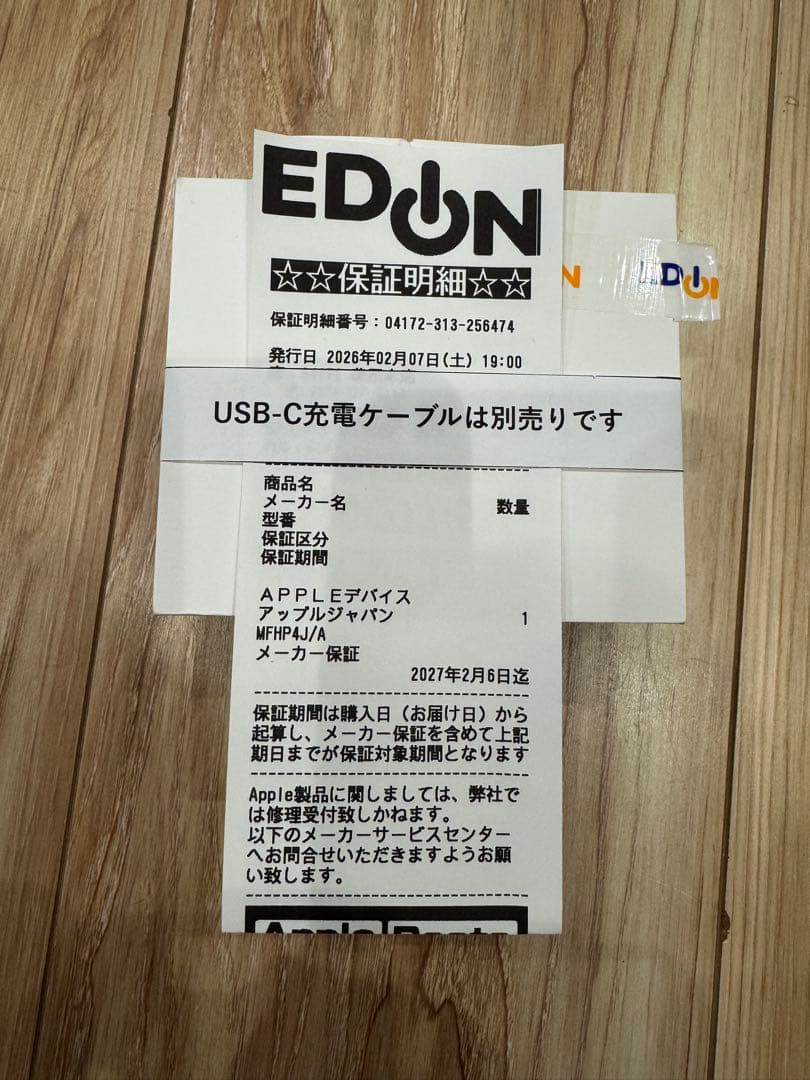 EDION
☆☆保証明細☆☆
EDION
保証明細番号：04172-313-256474
発行日 2026年02月07日(土) 19:00
USB-C充電ケーブルは別売りです
商品名
メーカー名 数量
型番
保証区分
保証期間
ＡＰＰＬＥデバイス
アップルジャパン 1
MFHP4J/A
メーカー保証
2027年2月6日迄
保証期間は購入日（お届け日）から
起算し、メーカー保証を含めて上記
期日までが保証対象期間となります
Apple製品に関しましては、弊社で
は修理受付致しかねます。
以下のメーカーサービスセンター
へお問合せいただきますようお願
い致します。